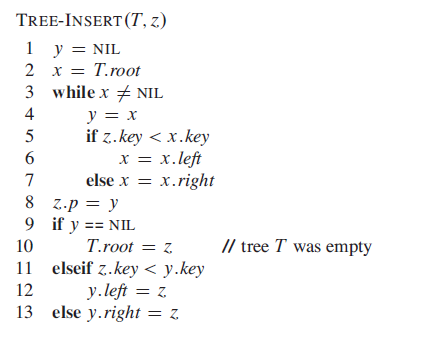 TREE-INSERT(T, z)
1 y = NIL
2 x = T.root
3 while x ≠ NIL
4 y = x
5 if z.key < x.key
6 x = x.left
7 else x = x.right
8 z.p = y
9 if y == NIL
10 T.root = z // tree T was empty
11 elseif z.key < y.key
12 y.left = z
13 else y.right = z